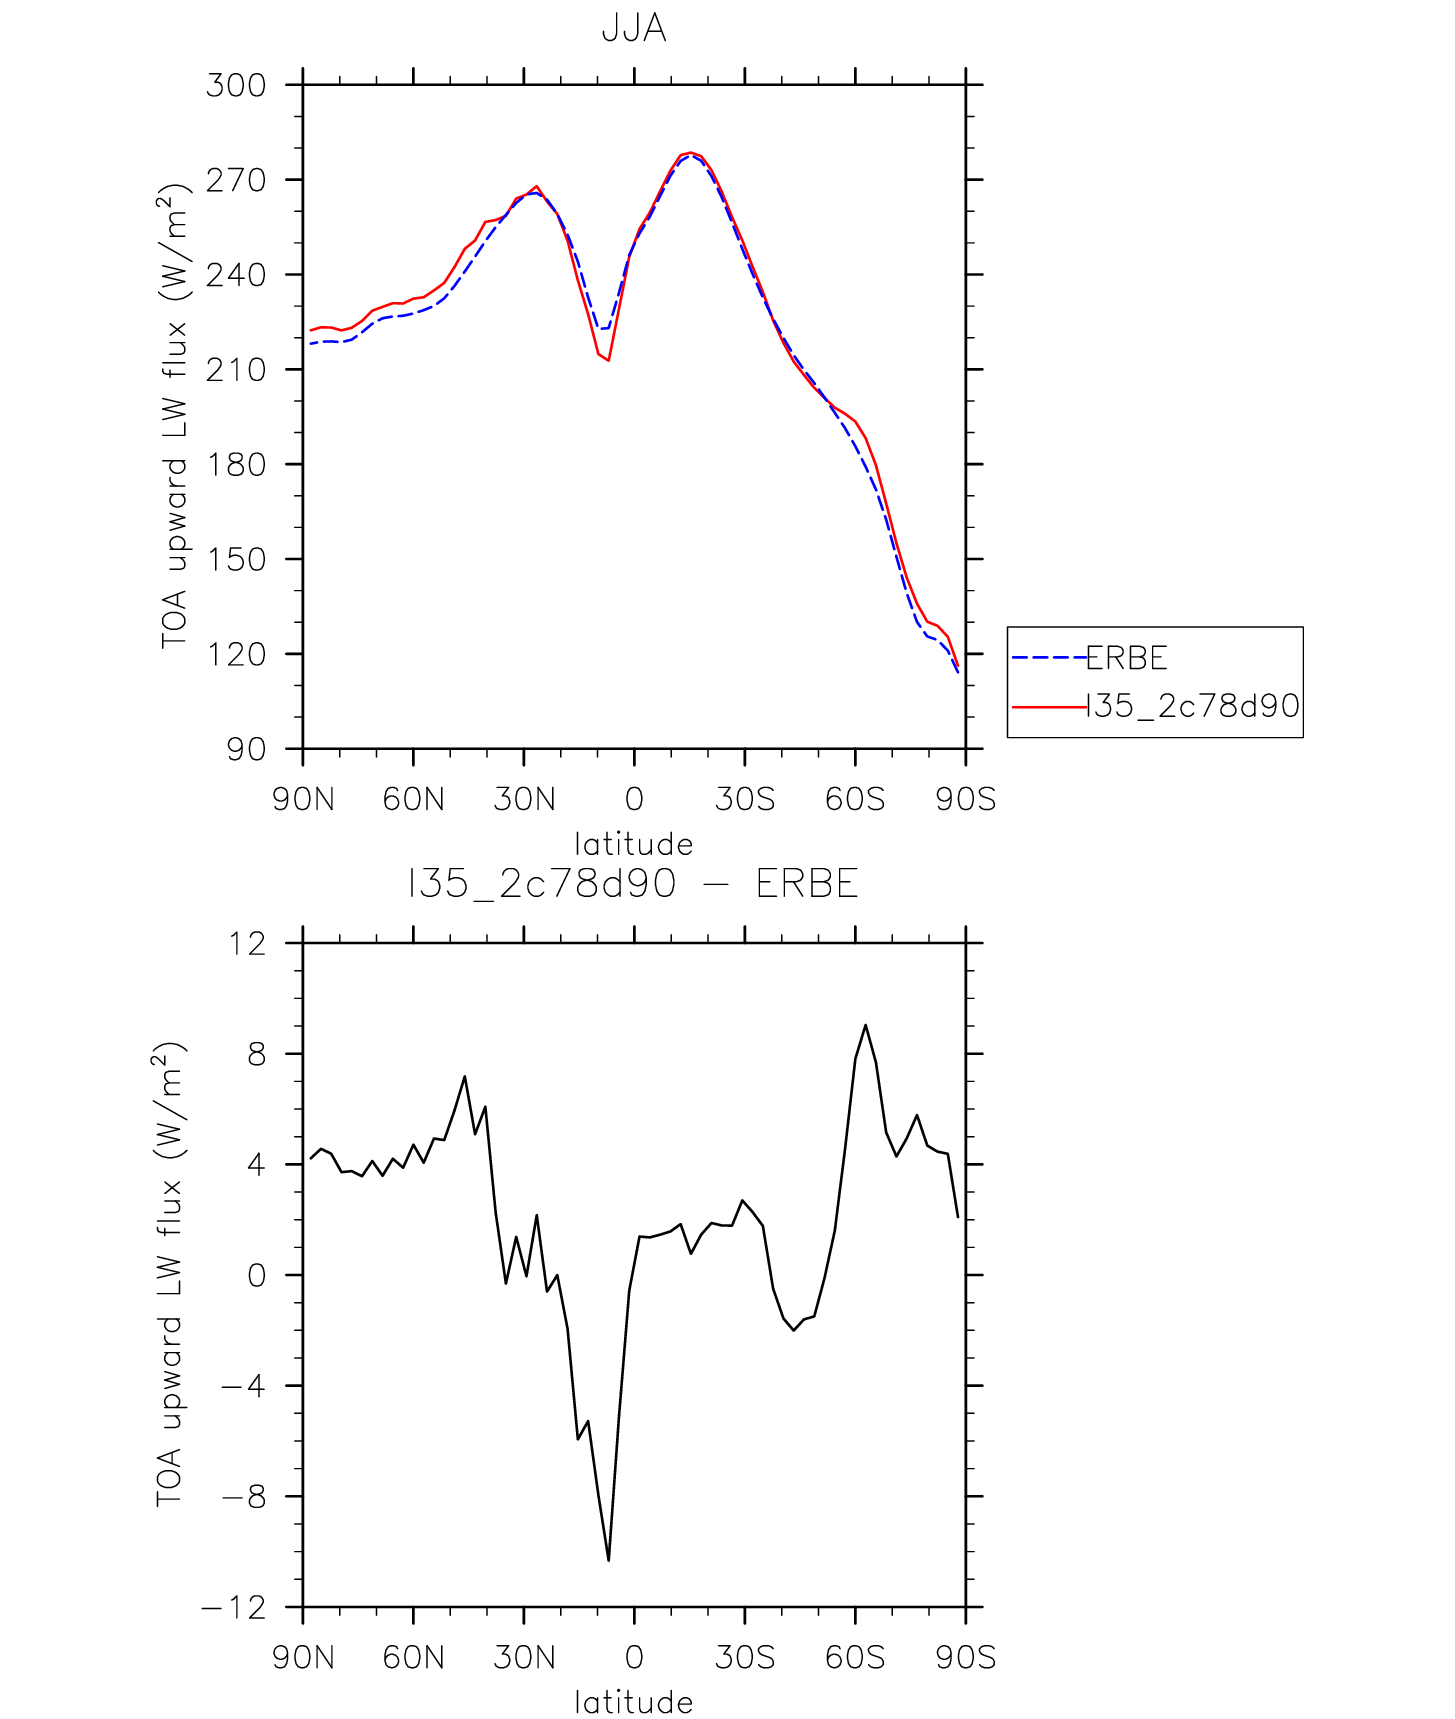 JJA
300
270
240
210
180
150
120
90
TOA upward LW flux (W/m²)
90N 60N 30N 0 30S 60S 90S
latitude
ERBE
I35_2c78d90
I35_2c78d90 − ERBE
12
8
4
0
−4
−8
−12
TOA upward LW flux (W/m²)
90N 60N 30N 0 30S 60S 90S
latitude